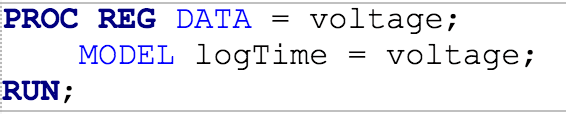 PROC REG DATA = voltage;
MODEL logTime = voltage;
RUN;